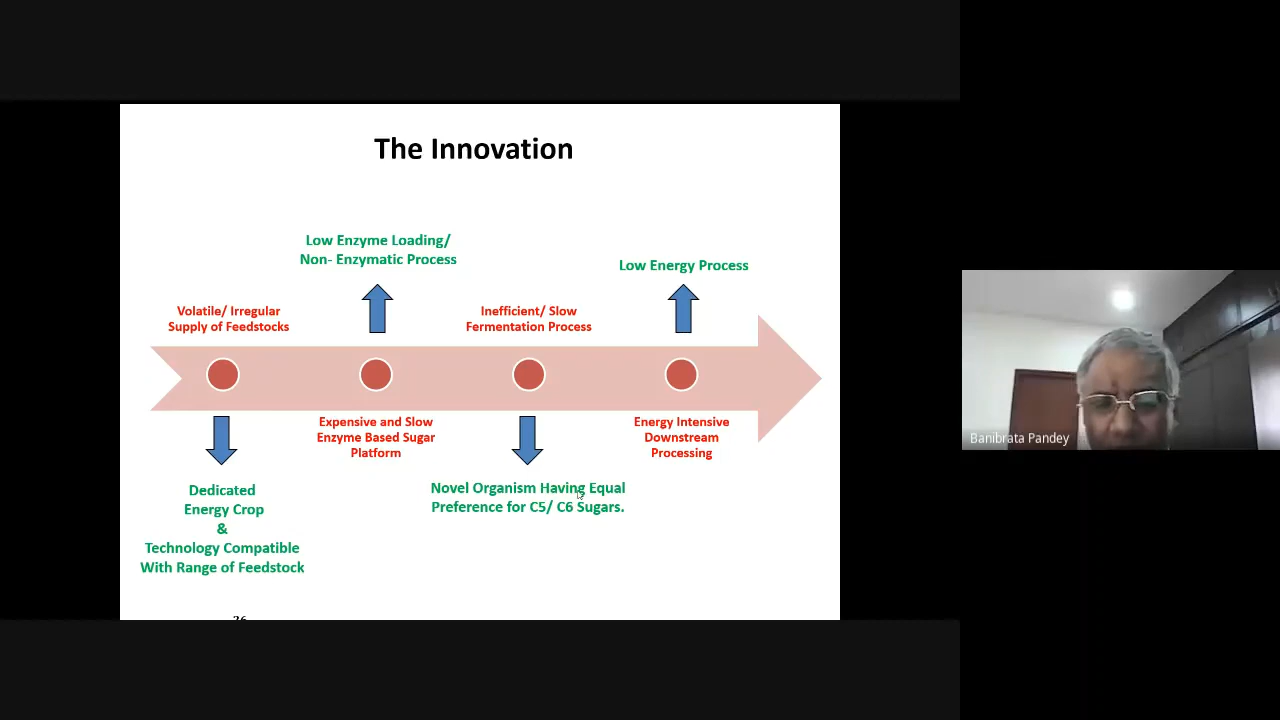 The Innovation
Low Enzyme Loading/
Non- Enzymatic Process
Low Energy Process
Volatile/ Irregular
Supply of Feedstocks
Inefficient/ Slow
Fermentation Process
Expensive and Slow
Enzyme Based Sugar
Platform
Energy Intensive
Downstream
Processing
Dedicated
Energy Crop
&
Technology Compatible
With Range of Feedstock
Novel Organism Having Equal
Preference for C5/ C6 Sugars.
Banibrata Pandey